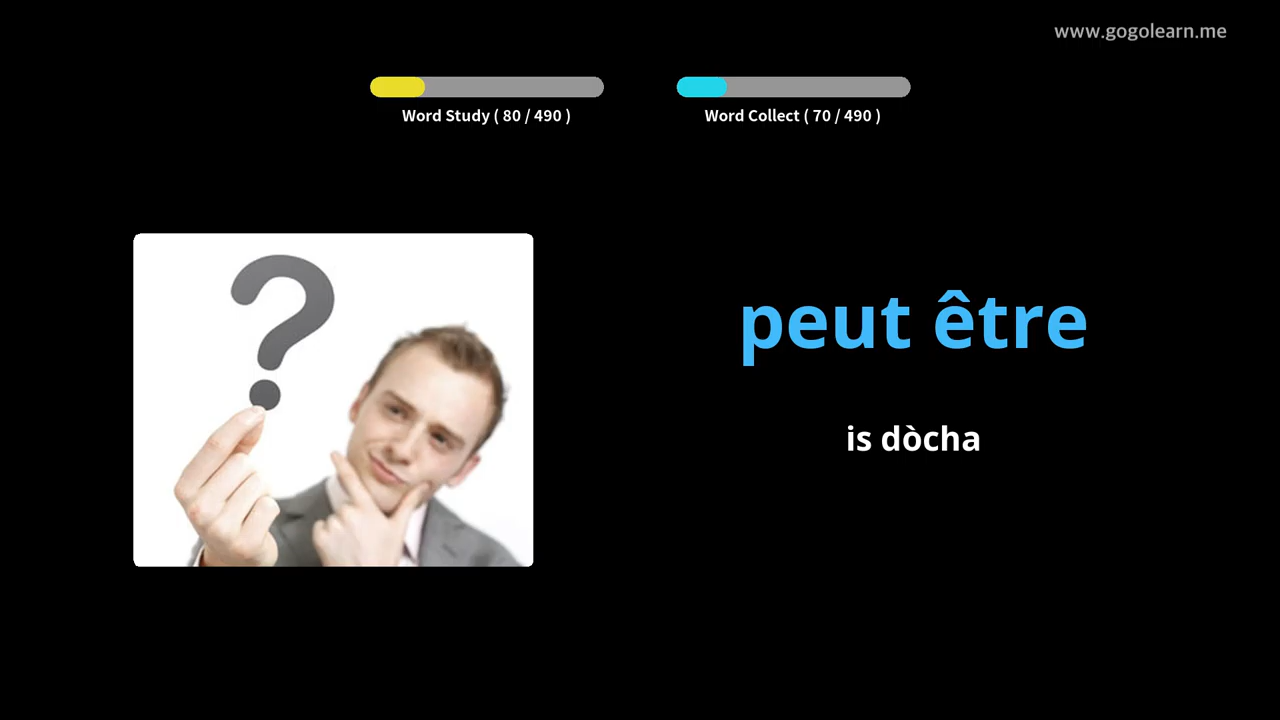 www.gogolearn.me
Word Study ( 80 / 490 )
Word Collect ( 70 / 490 )
?
peut être
is dòcha